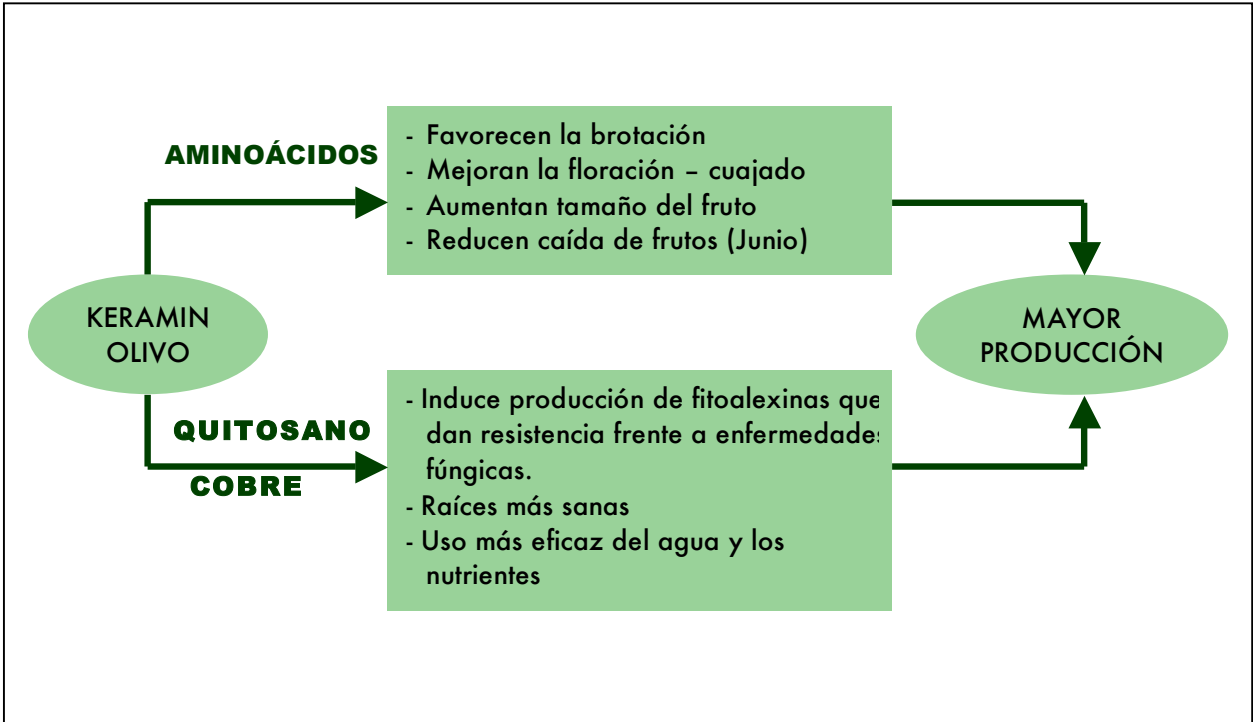 AMINOÁCIDOS
- Favorecen la brotación
- Mejoran la floración – cuajado
- Aumentan tamaño del fruto
- Reducen caída de frutos (Junio)
KERAMIN
OLIVO
MAYOR
PRODUCCIÓN
QUITOSANO
COBRE
- Induce producción de fitoalexinas que
dan resistencia frente a enfermedades
fúngicas.
- Raíces más sanas
- Uso más eficaz del agua y los
nutrientes